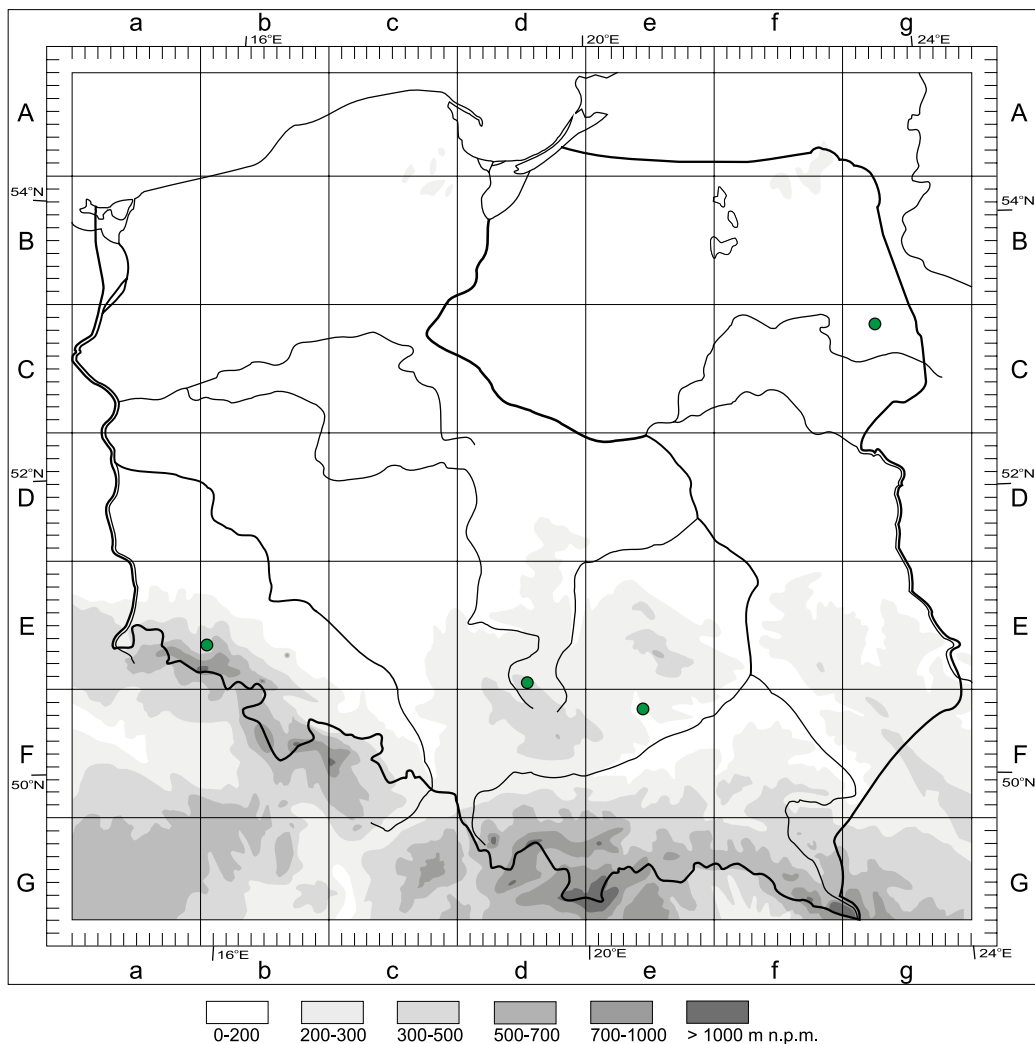 a b c d e f g
16°E 20°E 24°E
A A
54°N 54°N
B B
C C
52°N 52°N
D D
E E
F F
50°N 50°N
G G
16°E 20°E 24°E
a b c d e f g
0-200 200-300 300-500 500-700 700-1000 > 1000 m n.p.m.